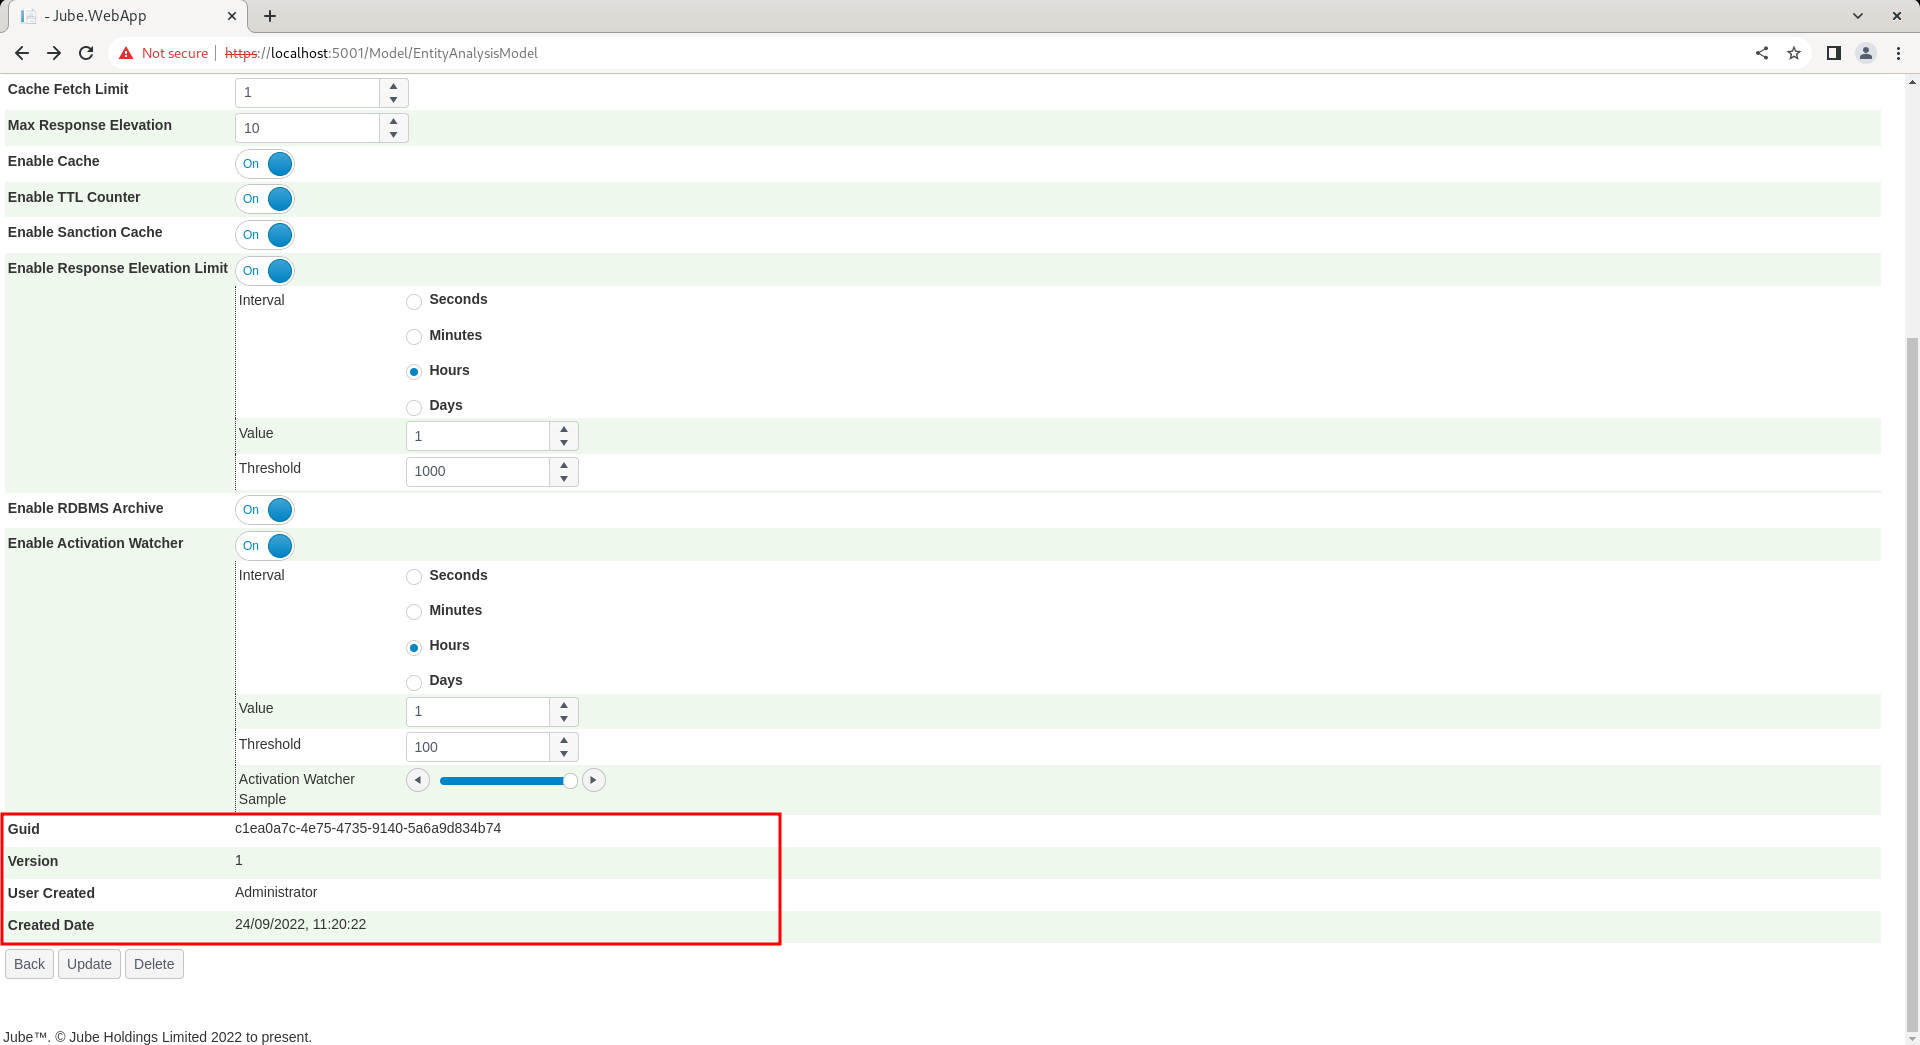 - Jube.WebApp
Not secure https://localhost:5001/Model/EntityAnalysisModel
Cache Fetch Limit 1
Max Response Elevation 10
Enable Cache On
Enable TTL Counter On
Enable Sanction Cache On
Enable Response Elevation Limit On
Interval Seconds
Minutes
Hours
Days
Value 1
Threshold 1000
Enable RDBMS Archive On
Enable Activation Watcher On
Interval Seconds
Minutes
Hours
Days
Value 1
Threshold 100
Activation Watcher
Sample
Guid c1ea0a7c-4e75-4735-9140-5a6a9d834b74
Version 1
User Created Administrator
Created Date 24/09/2022, 11:20:22
Back Update Delete
Jube™. © Jube Holdings Limited 2022 to present.